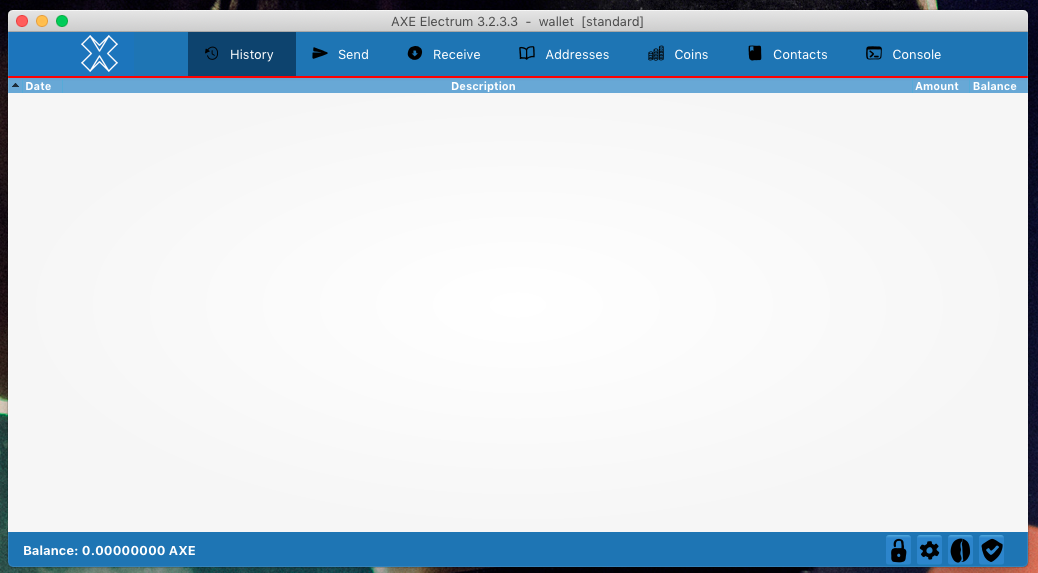 AXE Electrum 3.2.3.3 - wallet [standard]
History Send Receive Addresses Coins Contacts Console
Date Description Amount Balance
Balance: 0.00000000 AXE